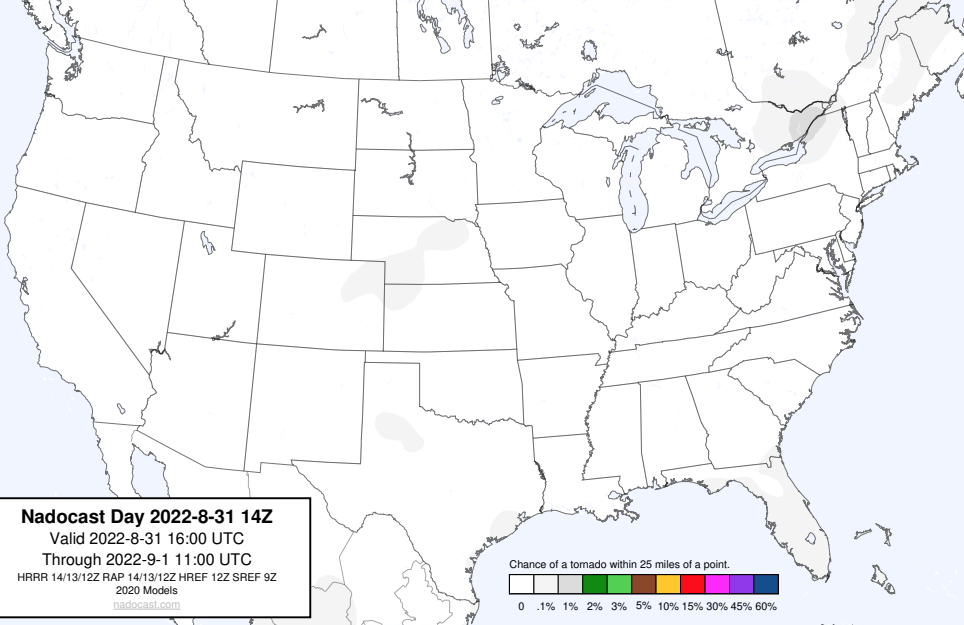 Nadocast Day 2022-8-31 14Z
Valid 2022-8-31 16:00 UTC
Through 2022-9-1 11:00 UTC
HRRR 14/13/12Z RAP 14/13/12Z HREF 12Z SREF 9Z
2020 Models
nadocast.com
Chance of a tornado within 25 miles of a point.
0 .1% 1% 2% 3% 5% 10% 15% 30% 45% 60%